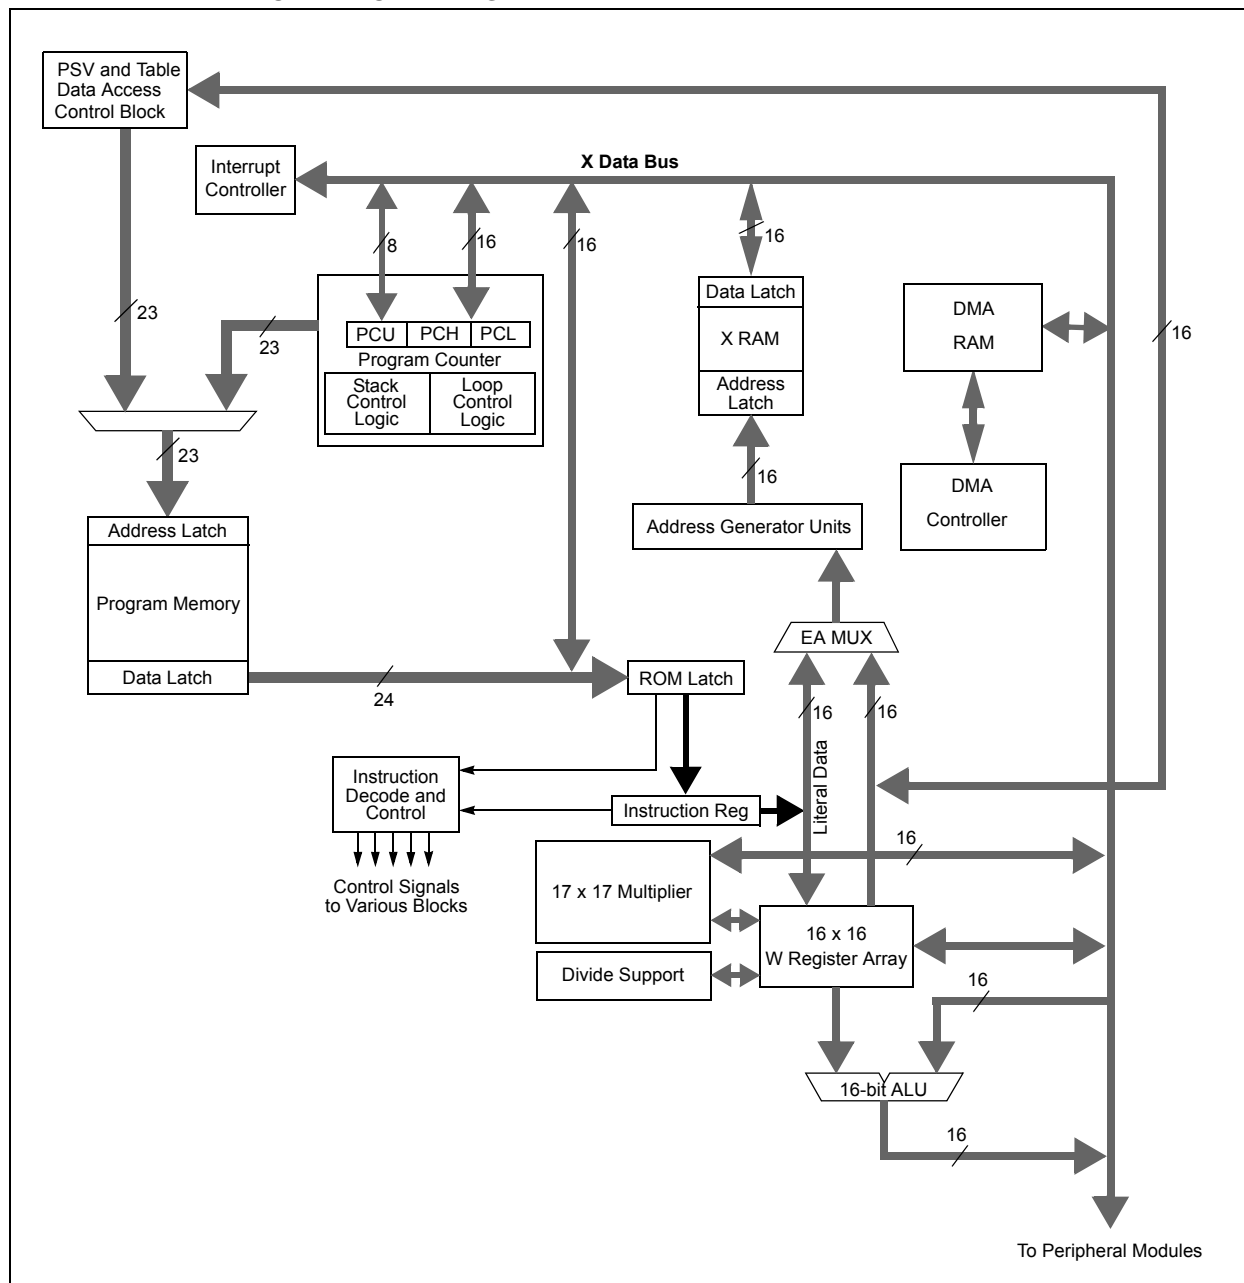 PSV and Table
Data Access
Control Block
Interrupt
Controller
X Data Bus
8
16
16
16
23
23
PCU
PCH
PCL
Program Counter
Stack
Control
Logic
Loop
Control
Logic
Data Latch
X RAM
Address
Latch
DMA
RAM
16
23
16
DMA
Controller
Address Latch
Program Memory
Data Latch
Address Generator Units
EA MUX
24
ROM Latch
16
16
Literal Data
Instruction
Decode and
Control
Instruction Reg
Control Signals
to Various Blocks
16
17 x 17 Multiplier
16 x 16
W Register Array
Divide Support
16
16-bit ALU
16
To Peripheral Modules